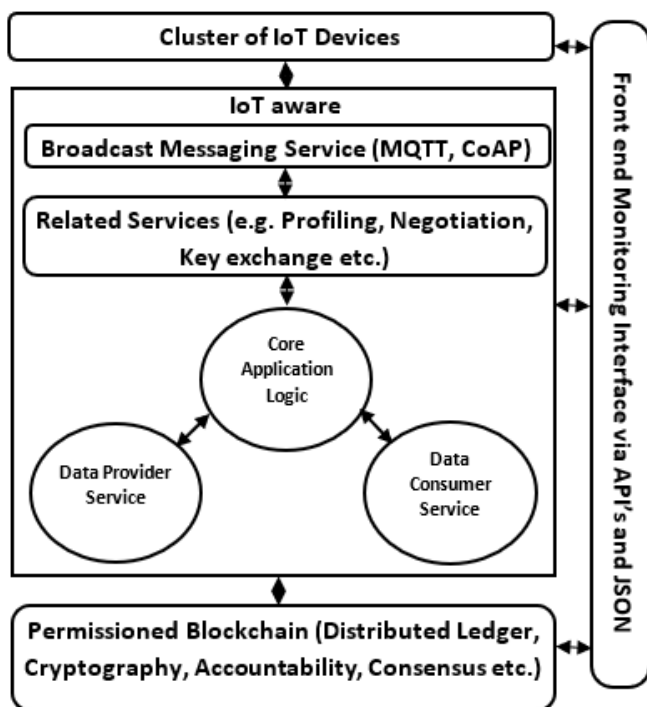 Cluster of IoT Devices
IoT aware
Broadcast Messaging Service (MQTT, CoAP)
Related Services (e.g. Profiling, Negotiation,
Key exchange etc.)
Core
Application
Logic
Data Provider
Service
Data
Consumer
Service
Permissioned Blockchain (Distributed Ledger,
Cryptography, Accountability, Consensus etc.)
Front end Monitoring Interface via API's and JSON